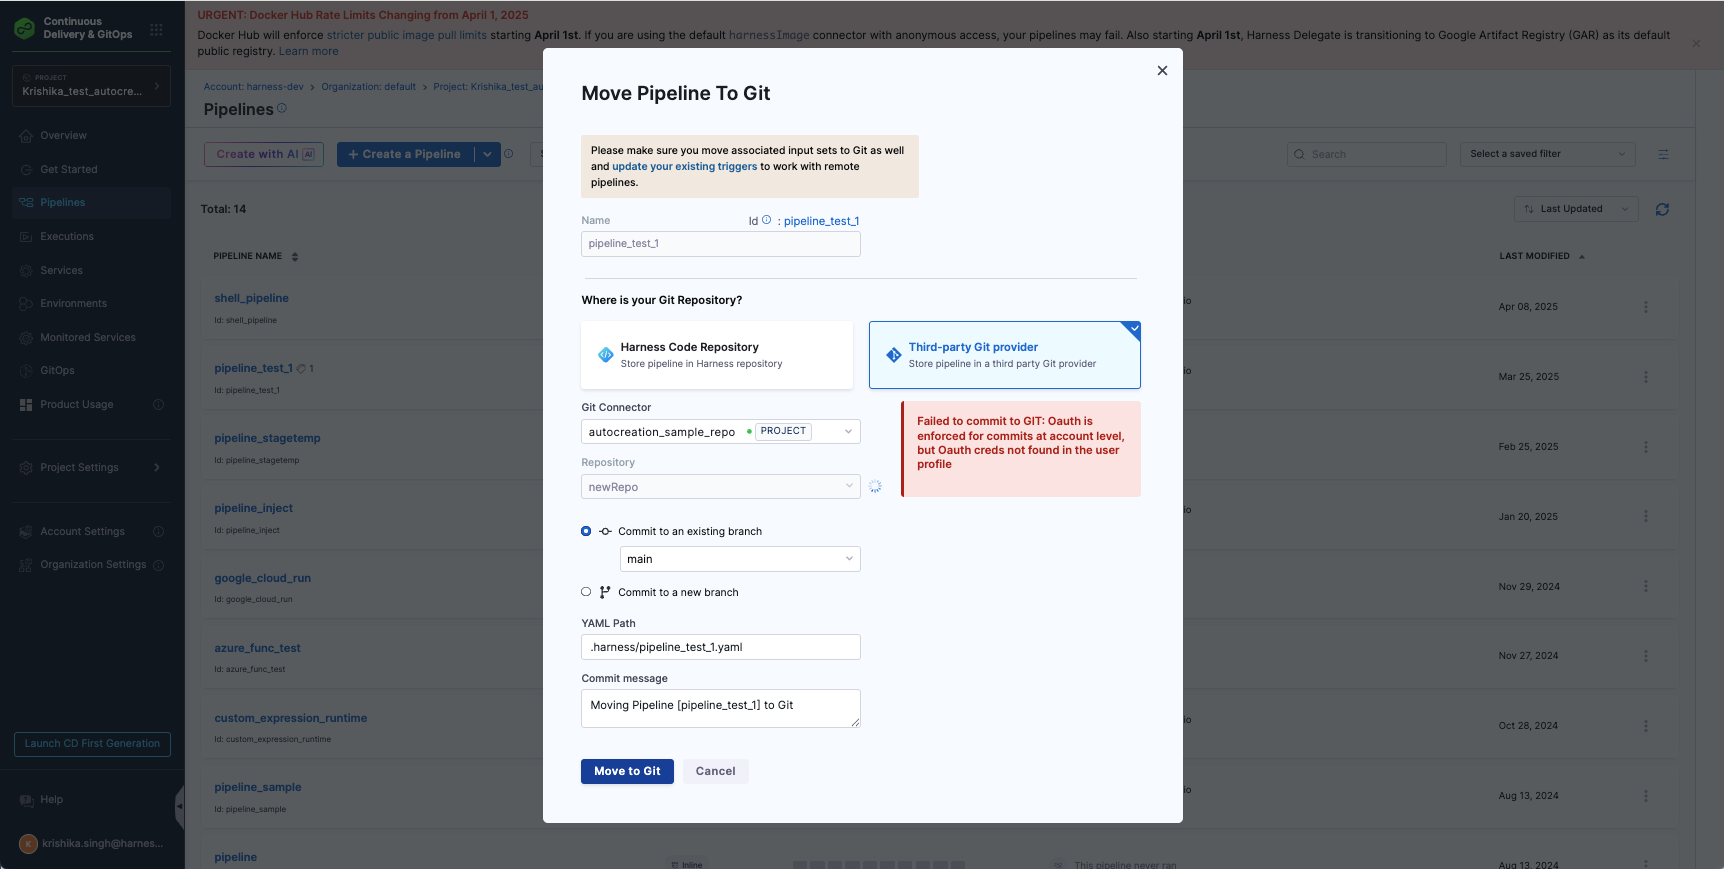 Continuous
Delivery & GitOps
PROJECT
Krishika_test_autocre...
Overview
Get Started
Pipelines
Executions
Services
Environments
Monitored Services
GitOps
Product Usage
Project Settings
Account Settings
Organization Settings
Launch CD First Generation
Help
K
krishika.singh@harnes...
URGENT: Docker Hub Rate Limits Changing from April 1, 2025
Docker Hub will enforce stricter public image pull limits starting April 1st. If you are using the default harnessImage connector with anonymous access, your pipelines may fail. Also starting April 1st, Harness Delegate is transitioning to Google Artifact Registry (GAR) as its default
public registry. Learn more
Account: harness-dev > Organization: default > Project: Krishika_test_au
Pipelines
Create with AI AI
+ Create a Pipeline
Search
Select a saved filter
Total: 14
Last Updated
PIPELINE NAME
LAST MODIFIED
shell_pipeline
Id: shell_pipeline
io
Apr 08, 2025
pipeline_test_1 1
Id: pipeline_test_1
io
Mar 25, 2025
pipeline_stagetemp
Id: pipeline_stagetemp
io
Feb 25, 2025
pipeline_inject
Id: pipeline_inject
io
Jan 20, 2025
google_cloud_run
Id: google_cloud_run
io
Nov 29, 2024
azure_func_test
Id: azure_func_test
io
Nov 27, 2024
custom_expression_runtime
Id: custom_expression_runtime
io
Oct 28, 2024
pipeline_sample
Id: pipeline_sample
io
Aug 13, 2024
pipeline
Inline
This pipeline never ran
Aug 13, 2024
Move Pipeline To Git
Please make sure you move associated input sets to Git as well
and update your existing triggers to work with remote
pipelines.
Name
Id : pipeline_test_1
pipeline_test_1
Where is your Git Repository?
Harness Code Repository
Store pipeline in Harness repository
Third-party Git provider
Store pipeline in a third party Git provider
Git Connector
autocreation_sample_repo PROJECT
Failed to commit to GIT: Oauth is
enforced for commits at account level,
but Oauth creds not found in the user
profile
Repository
newRepo
Commit to an existing branch
main
Commit to a new branch
YAML Path
.harness/pipeline_test_1.yaml
Commit message
Moving Pipeline [pipeline_test_1] to Git
Move to Git
Cancel